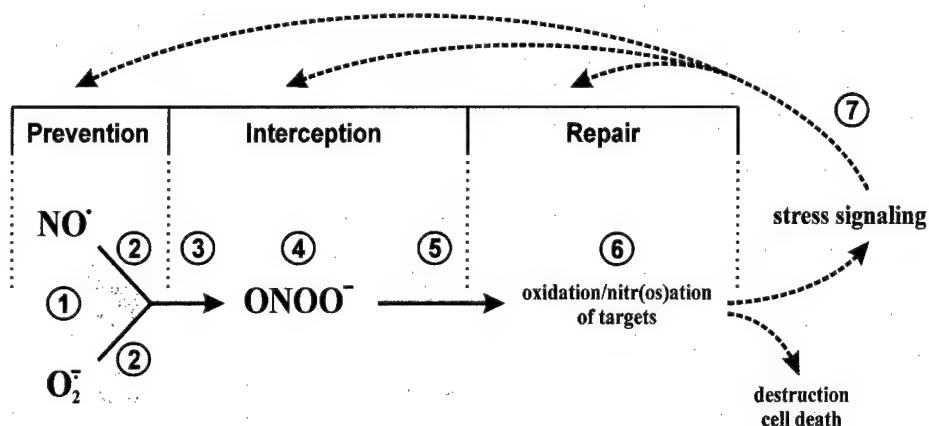 Prevention
Interception
Repair
⑦
NO˙
②
③
④
⑤
⑥
stress signaling
①
ONOO⁻
oxidation/nitr(os)ation
of targets
②
O₂⁻̇
destruction
cell death